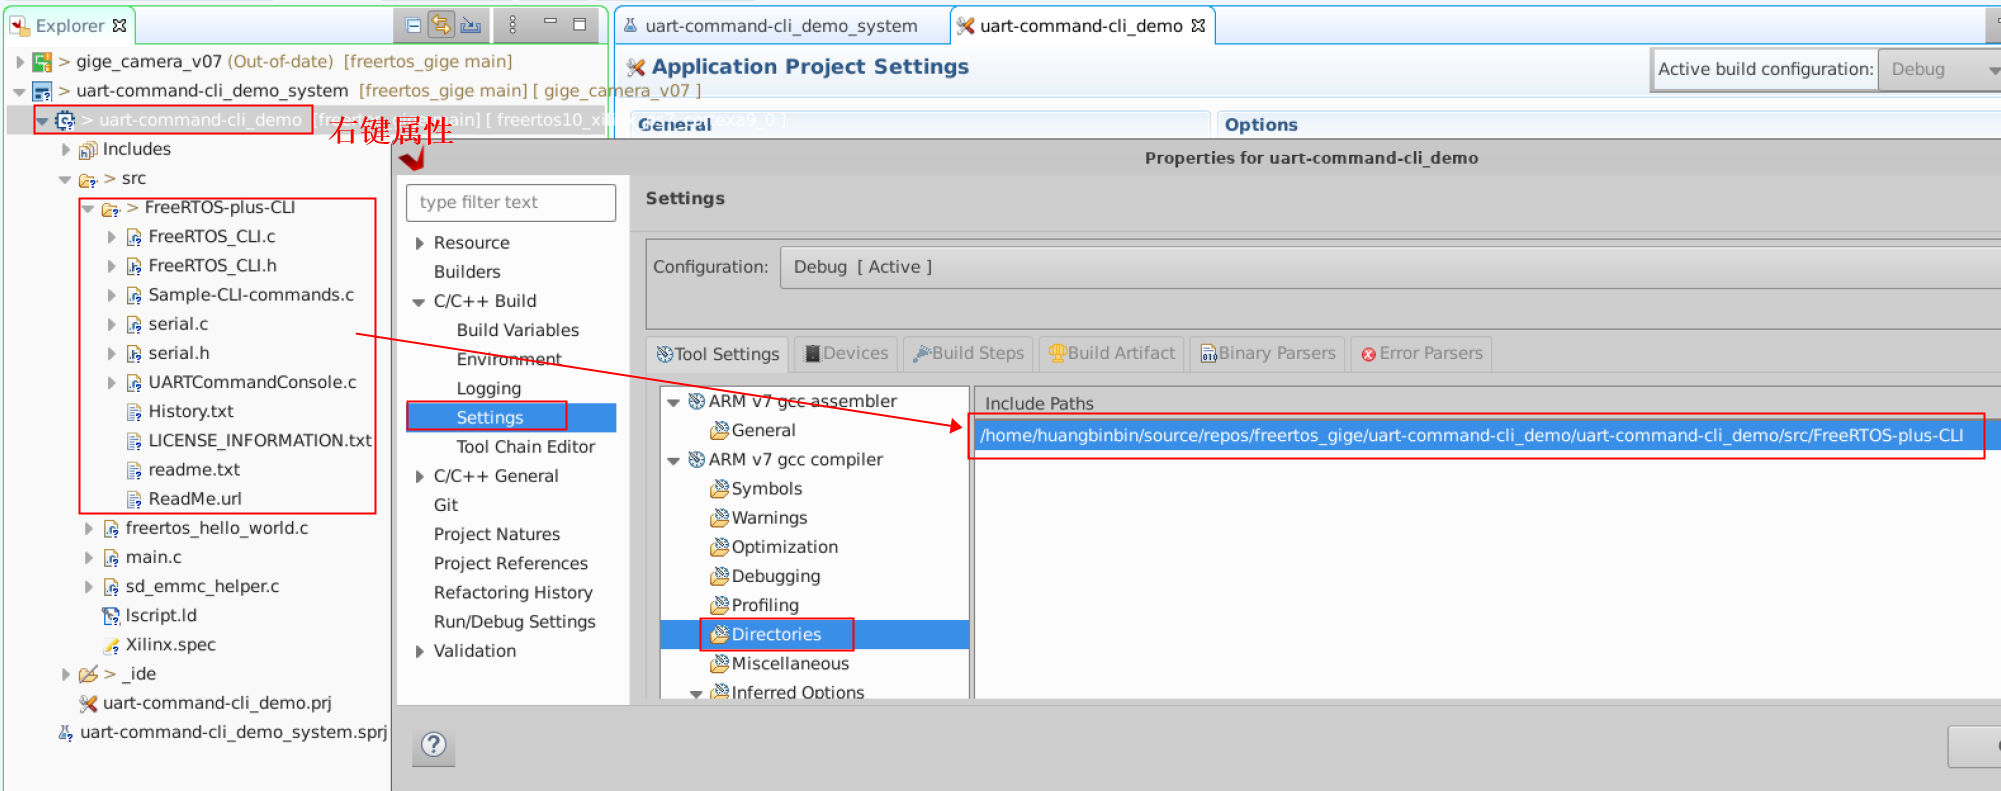 Explorer
> gige_camera_v07 (Out-of-date) [freertos_gige main]
> uart-command-cli_demo_system [freertos_gige main] [ gige_camera_v07 ]
> uart-command-cli_demo
右键属性
Includes
> src
> FreeRTOS-plus-CLI
FreeRTOS_CLI.c
FreeRTOS_CLI.h
Sample-CLI-commands.c
serial.c
serial.h
UARTCommandConsole.c
History.txt
LICENSE_INFORMATION.txt
readme.txt
ReadMe.url
freertos_hello_world.c
main.c
sd_emmc_helper.c
lscript.ld
Xilinx.spec
> _ide
uart-command-cli_demo.prj
uart-command-cli_demo_system.sprj
uart-command-cli_demo_system
uart-command-cli_demo
Application Project Settings
Active build configuration: Debug
General
Options
Properties for uart-command-cli_demo
type filter text
Resource
Builders
C/C++ Build
Build Variables
Environment
Logging
Settings
Tool Chain Editor
C/C++ General
Git
Project Natures
Project References
Refactoring History
Run/Debug Settings
Validation
Settings
Configuration: Debug [ Active ]
Tool Settings
Devices
Build Steps
Build Artifact
Binary Parsers
Error Parsers
ARM v7 gcc assembler
General
ARM v7 gcc compiler
Symbols
Warnings
Optimization
Debugging
Profiling
Directories
Miscellaneous
Inferred Options
Include Paths
/home/huangbinbin/source/repos/freertos_gige/uart-command-cli_demo/uart-command-cli_demo/src/FreeRTOS-plus-CLI